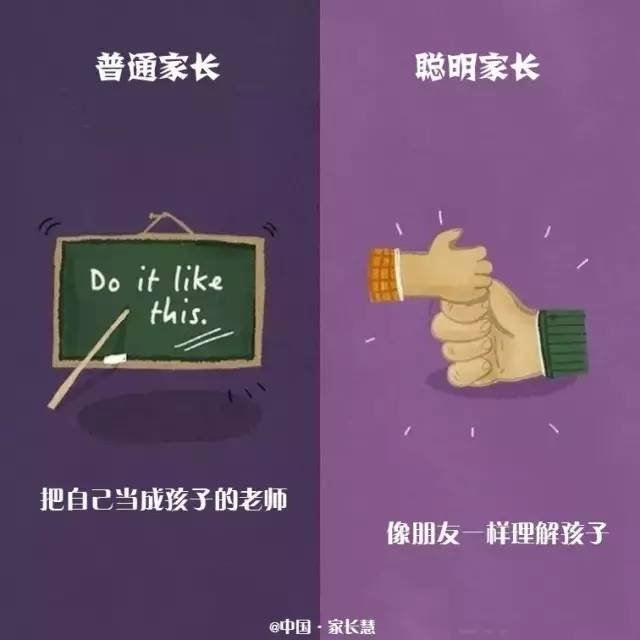 普通家长
聪明家长
Do it like
this.
把自己当成孩子的老师
像朋友一样理解孩子
@中国·家长慧